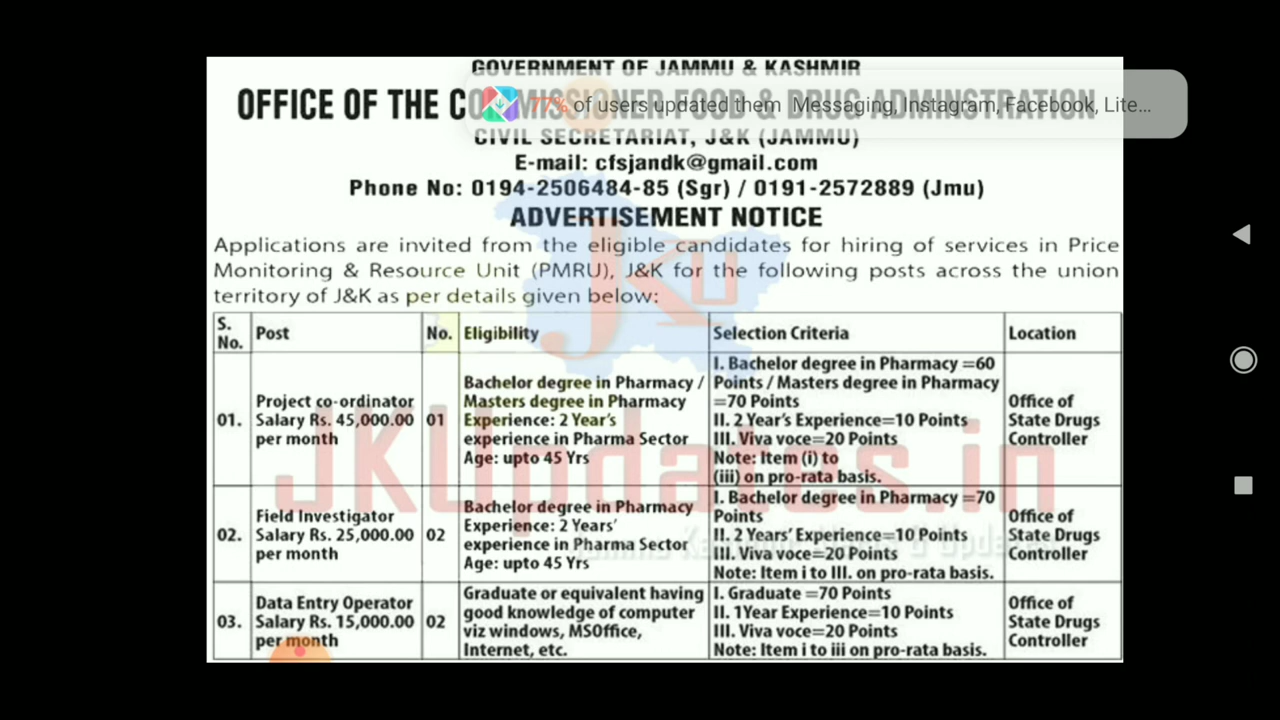 GOVERNMENT OF JAMMU & KASHMIR
OFFICE OF THE COMMISSIONER FOOD & DRUG ADMINSTRATION
77% of users updated them Messaging, Instagram, Facebook, Lite...
CIVIL SECRETARIAT, J&K (JAMMU)
E-mail: cfsjandk@gmail.com
Phone No: 0194-2506484-85 (Sgr) / 0191-2572889 (Jmu)
ADVERTISEMENT NOTICE
Applications are invited from the eligible candidates for hiring of services in Price
Monitoring & Resource Unit (PMRU), J&K for the following posts across the union
territory of J&K as per details given below:
S. No. Post No. Eligibility Selection Criteria Location
01.
Project co-ordinator
Salary Rs. 45,000.00
per month
01
Bachelor degree in Pharmacy /
Masters degree in Pharmacy
Experience: 2 Year's
experience in Pharma Sector
Age: upto 45 Yrs
I. Bachelor degree in Pharmacy =60
Points / Masters degree in Pharmacy
=70 Points
II. 2 Year's Experience=10 Points
III. Viva voce=20 Points
Note: Item (i) to
(iii) on pro-rata basis.
Office of
State Drugs
Controller
02.
Field Investigator
Salary Rs. 25,000.00
per month
02
Bachelor degree in Pharmacy
Experience: 2 Years'
experience in Pharma Sector
Age: upto 45 Yrs
I. Bachelor degree in Pharmacy =70
Points
II. 2 Years' Experience=10 Points
III. Viva voce=20 Points
Note: Item i to III. on pro-rata basis.
Office of
State Drugs
Controller
03.
Data Entry Operator
Salary Rs. 15,000.00
per month
02
Graduate or equivalent having
good knowledge of computer
viz windows, MSOffice,
Internet, etc.
I. Graduate =70 Points
II. 1Year Experience=10 Points
III. Viva voce=20 Points
Note: Item i to iii on pro-rata basis.
Office of
State Drugs
Controller
JKU
JKUpdates.in